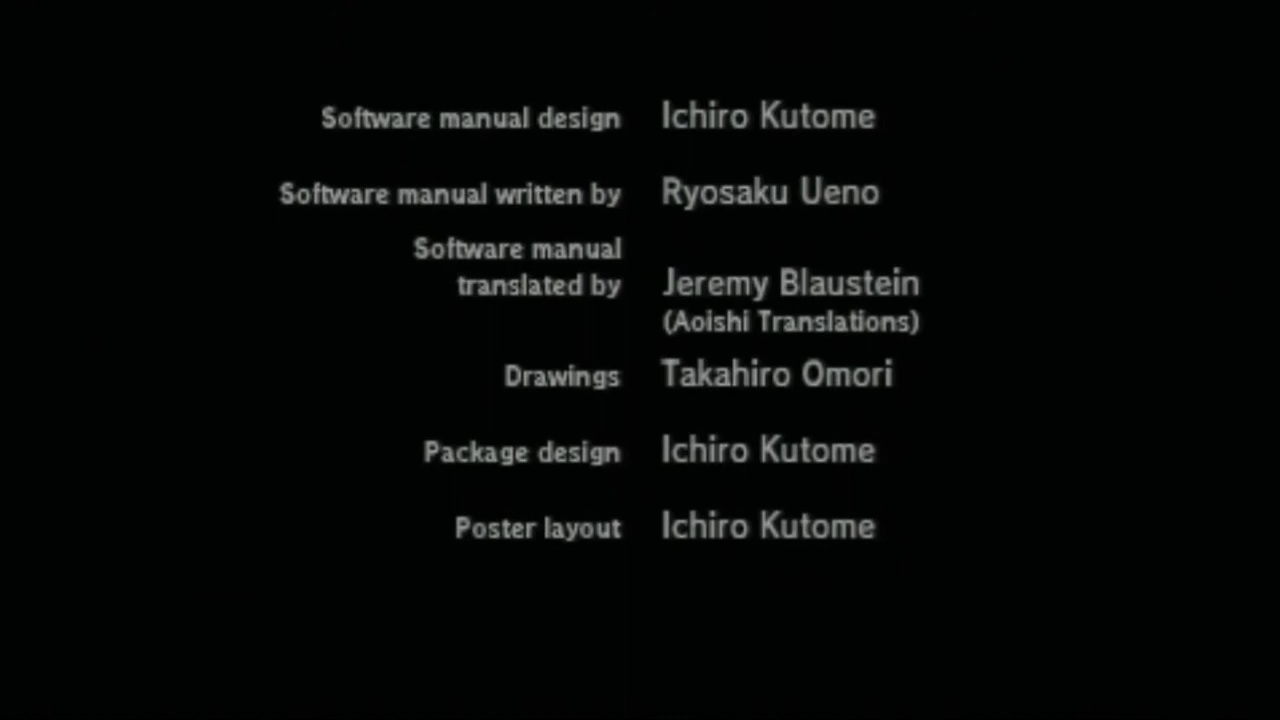 Software manual design Ichiro Kutome
Software manual written by Ryosaku Ueno
Software manual
translated by Jeremy Blaustein
(Aoishi Translations)
Drawings Takahiro Omori
Package design Ichiro Kutome
Poster layout Ichiro Kutome